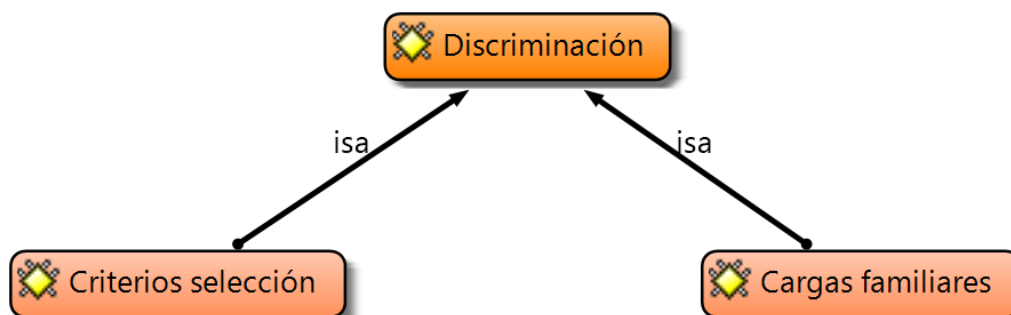 Discriminación
isa
isa
Criterios selección
Cargas familiares